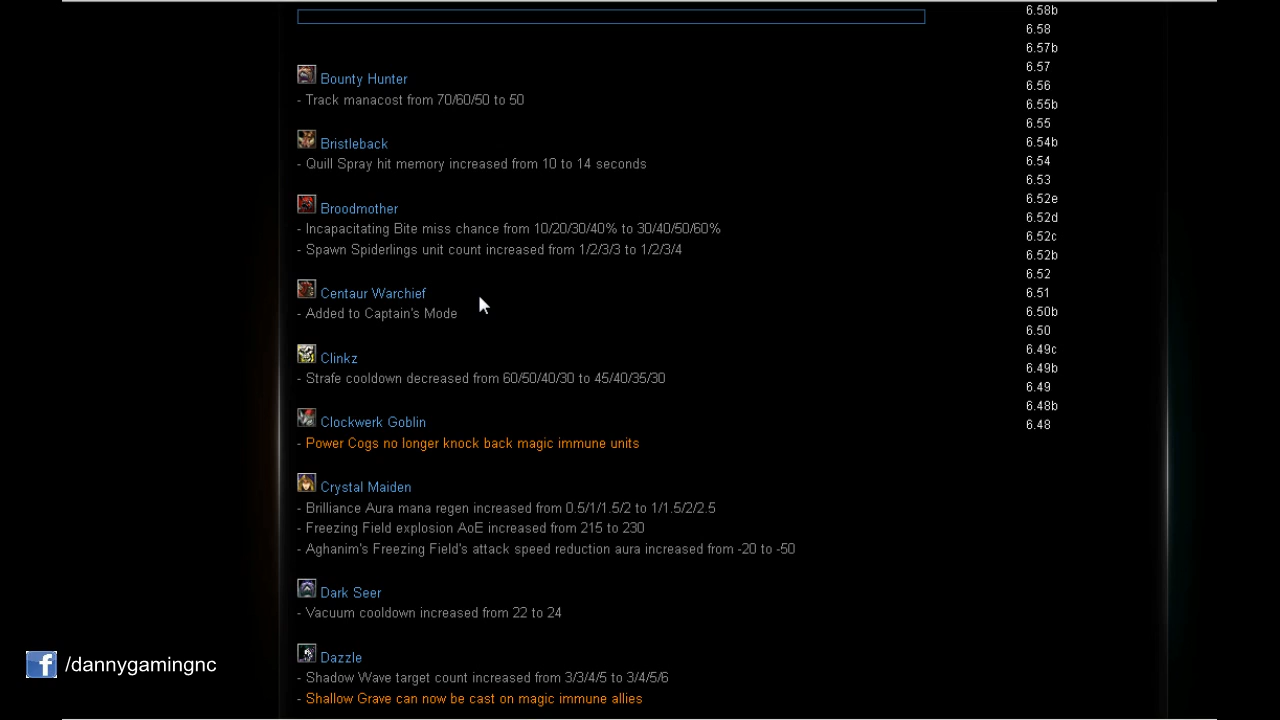 Bounty Hunter
- Track manacost from 70/60/50 to 50
Bristleback
- Quill Spray hit memory increased from 10 to 14 seconds
Broodmother
- Incapacitating Bite miss chance from 10/20/30/40% to 30/40/50/60%
- Spawn Spiderlings unit count increased from 1/2/3/3 to 1/2/3/4
Centaur Warchief
- Added to Captain's Mode
Clinkz
- Strafe cooldown decreased from 60/50/40/30 to 45/40/35/30
Clockwerk Goblin
- Power Cogs no longer knock back magic immune units
Crystal Maiden
- Brilliance Aura mana regen increased from 0.5/1/1.5/2 to 1/1.5/2/2.5
- Freezing Field explosion AoE increased from 215 to 230
- Aghanim's Freezing Field's attack speed reduction aura increased from -20 to -50
Dark Seer
- Vacuum cooldown increased from 22 to 24
Dazzle
- Shadow Wave target count increased from 3/3/4/5 to 3/4/5/6
- Shallow Grave can now be cast on magic immune allies
6.58b
6.58
6.57b
6.57
6.56
6.55b
6.55
6.54b
6.54
6.53
6.52e
6.52d
6.52c
6.52b
6.52
6.51
6.50b
6.50
6.49c
6.49b
6.49
6.48b
6.48
f /dannygamingnc